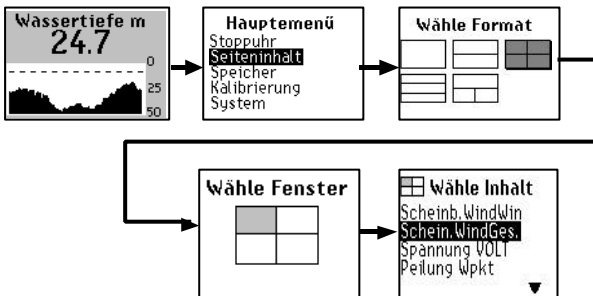 Wassertiefe m
24.7
0
25
50
Hauptemenü
Stoppuhr
Seiteninhalt
Speicher
Kalibrierung
System
Wähle Format
Wähle Fenster
Wähle Inhalt
Scheinb.WindWin
Schein.WindGes.
Spannung VOLT
Peilung Wpkt